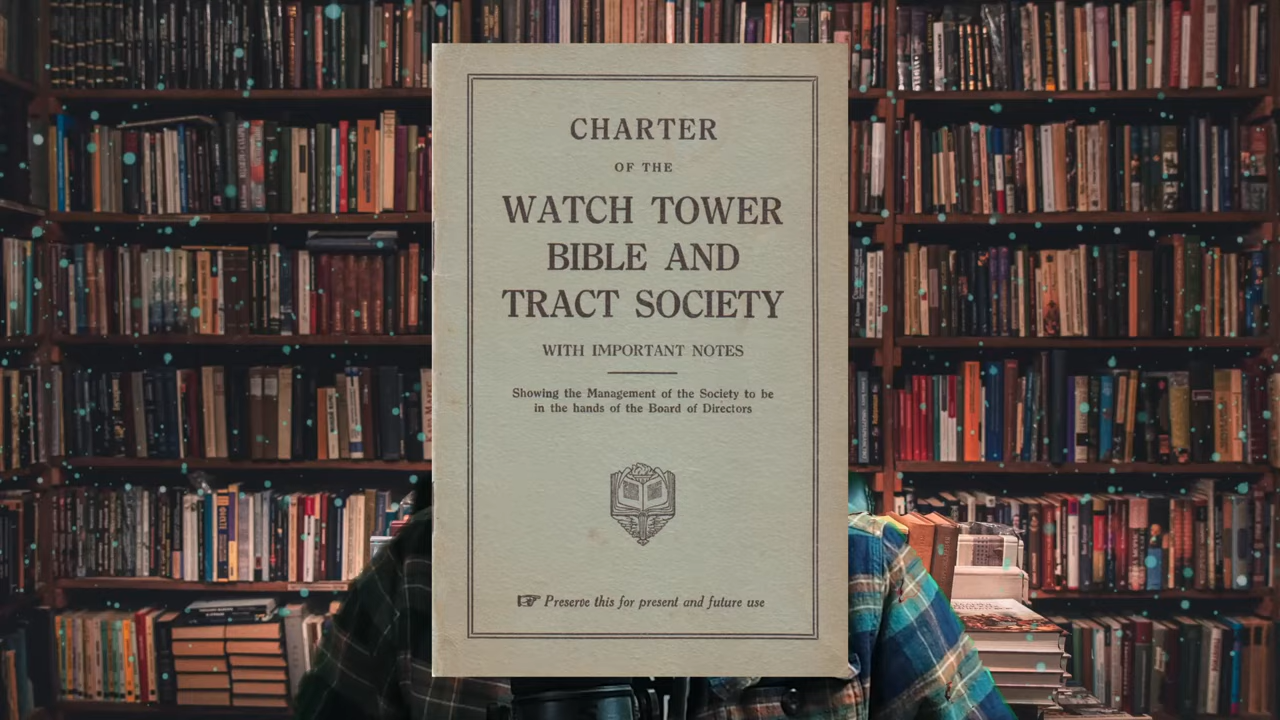 CHARTER
OF THE
WATCH TOWER
BIBLE AND
TRACT SOCIETY
WITH IMPORTANT NOTES
Showing the Management of the Society to be
in the hands of the Board of Directors
☞ Preserve this for present and future use